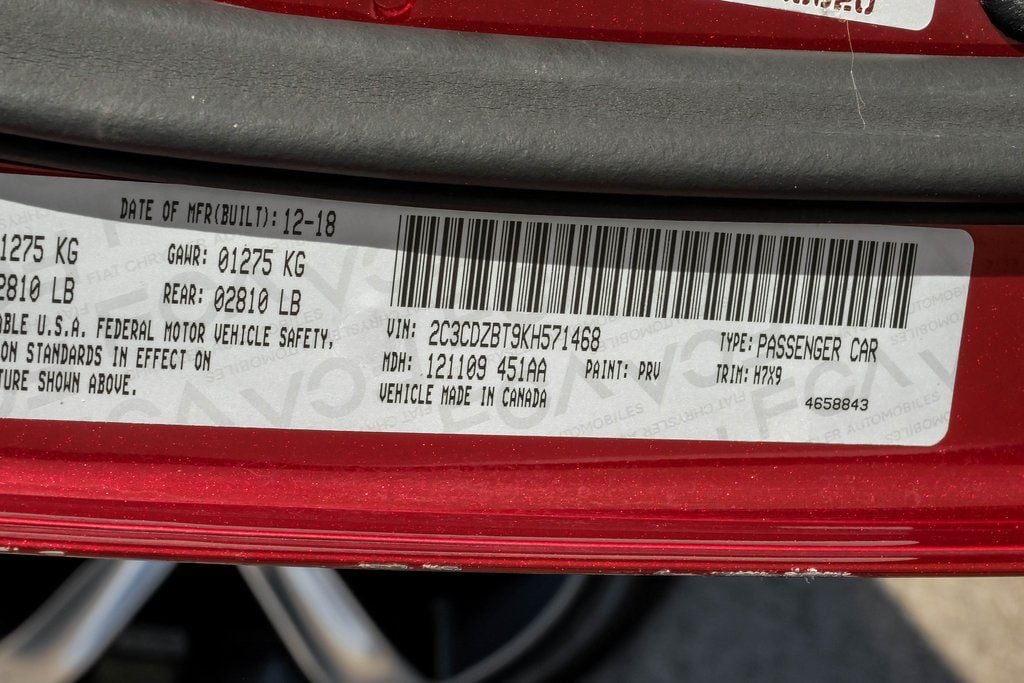 DATE OF MFR(BUILT): 12-18
1275 KG GAWR: 01275 KG
2810 LB REAR: 02810 LB
ABLE U.S.A. FEDERAL MOTOR VEHICLE SAFETY,
ON STANDARDS IN EFFECT ON
TURE SHOWN ABOVE.
VIN: 2C3CDZBT9KH571468 TYPE: PASSENGER CAR
MDH: 121109 451AA PAINT: PRV TRIM: H7X9
VEHICLE MADE IN CANADA 4658843